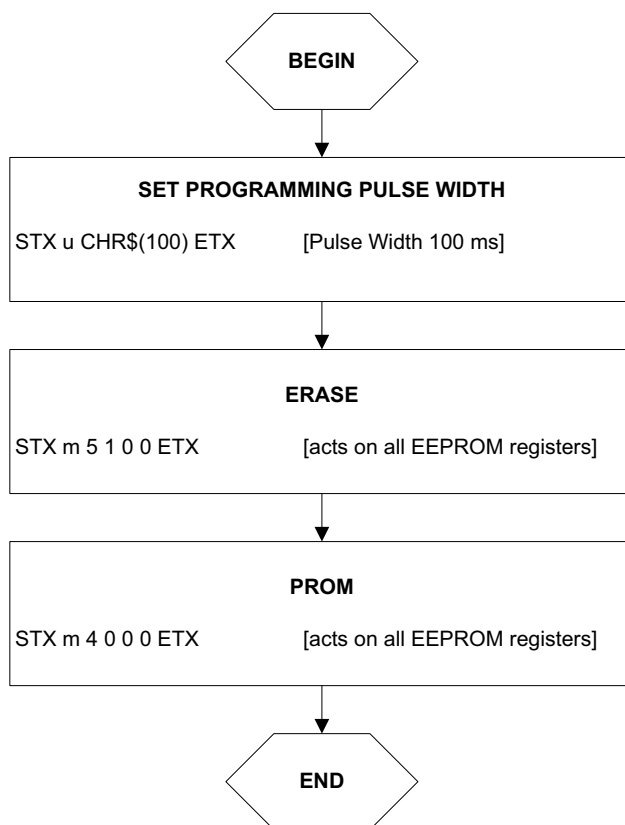 BEGIN
SET PROGRAMMING PULSE WIDTH
STX u CHR$(100) ETX [Pulse Width 100 ms]
ERASE
STX m 5 1 0 0 ETX [acts on all EEPROM registers]
PROM
STX m 4 0 0 0 ETX [acts on all EEPROM registers]
END